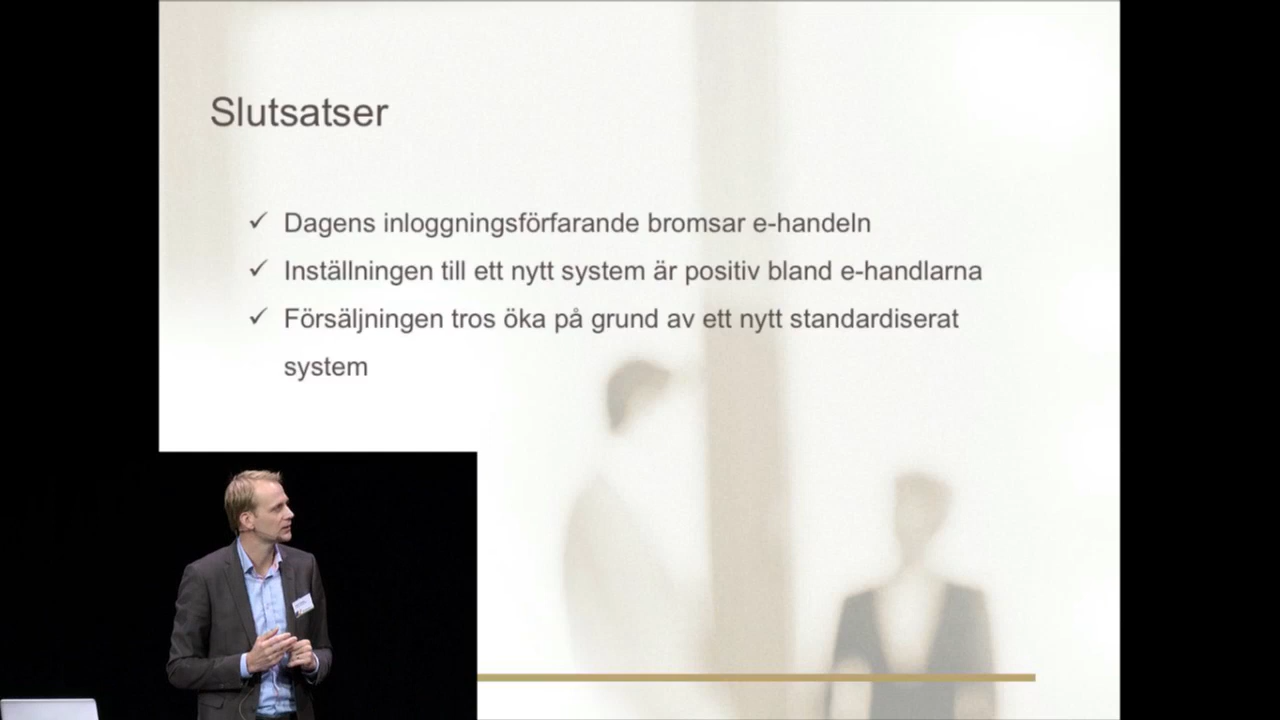 Slutsatser
✓ Dagens inloggningsförfarande bromsar e-handeln
✓ Inställningen till ett nytt system är positiv bland e-handlarna
✓ Försäljningen tros öka på grund av ett nytt standardiserat
system